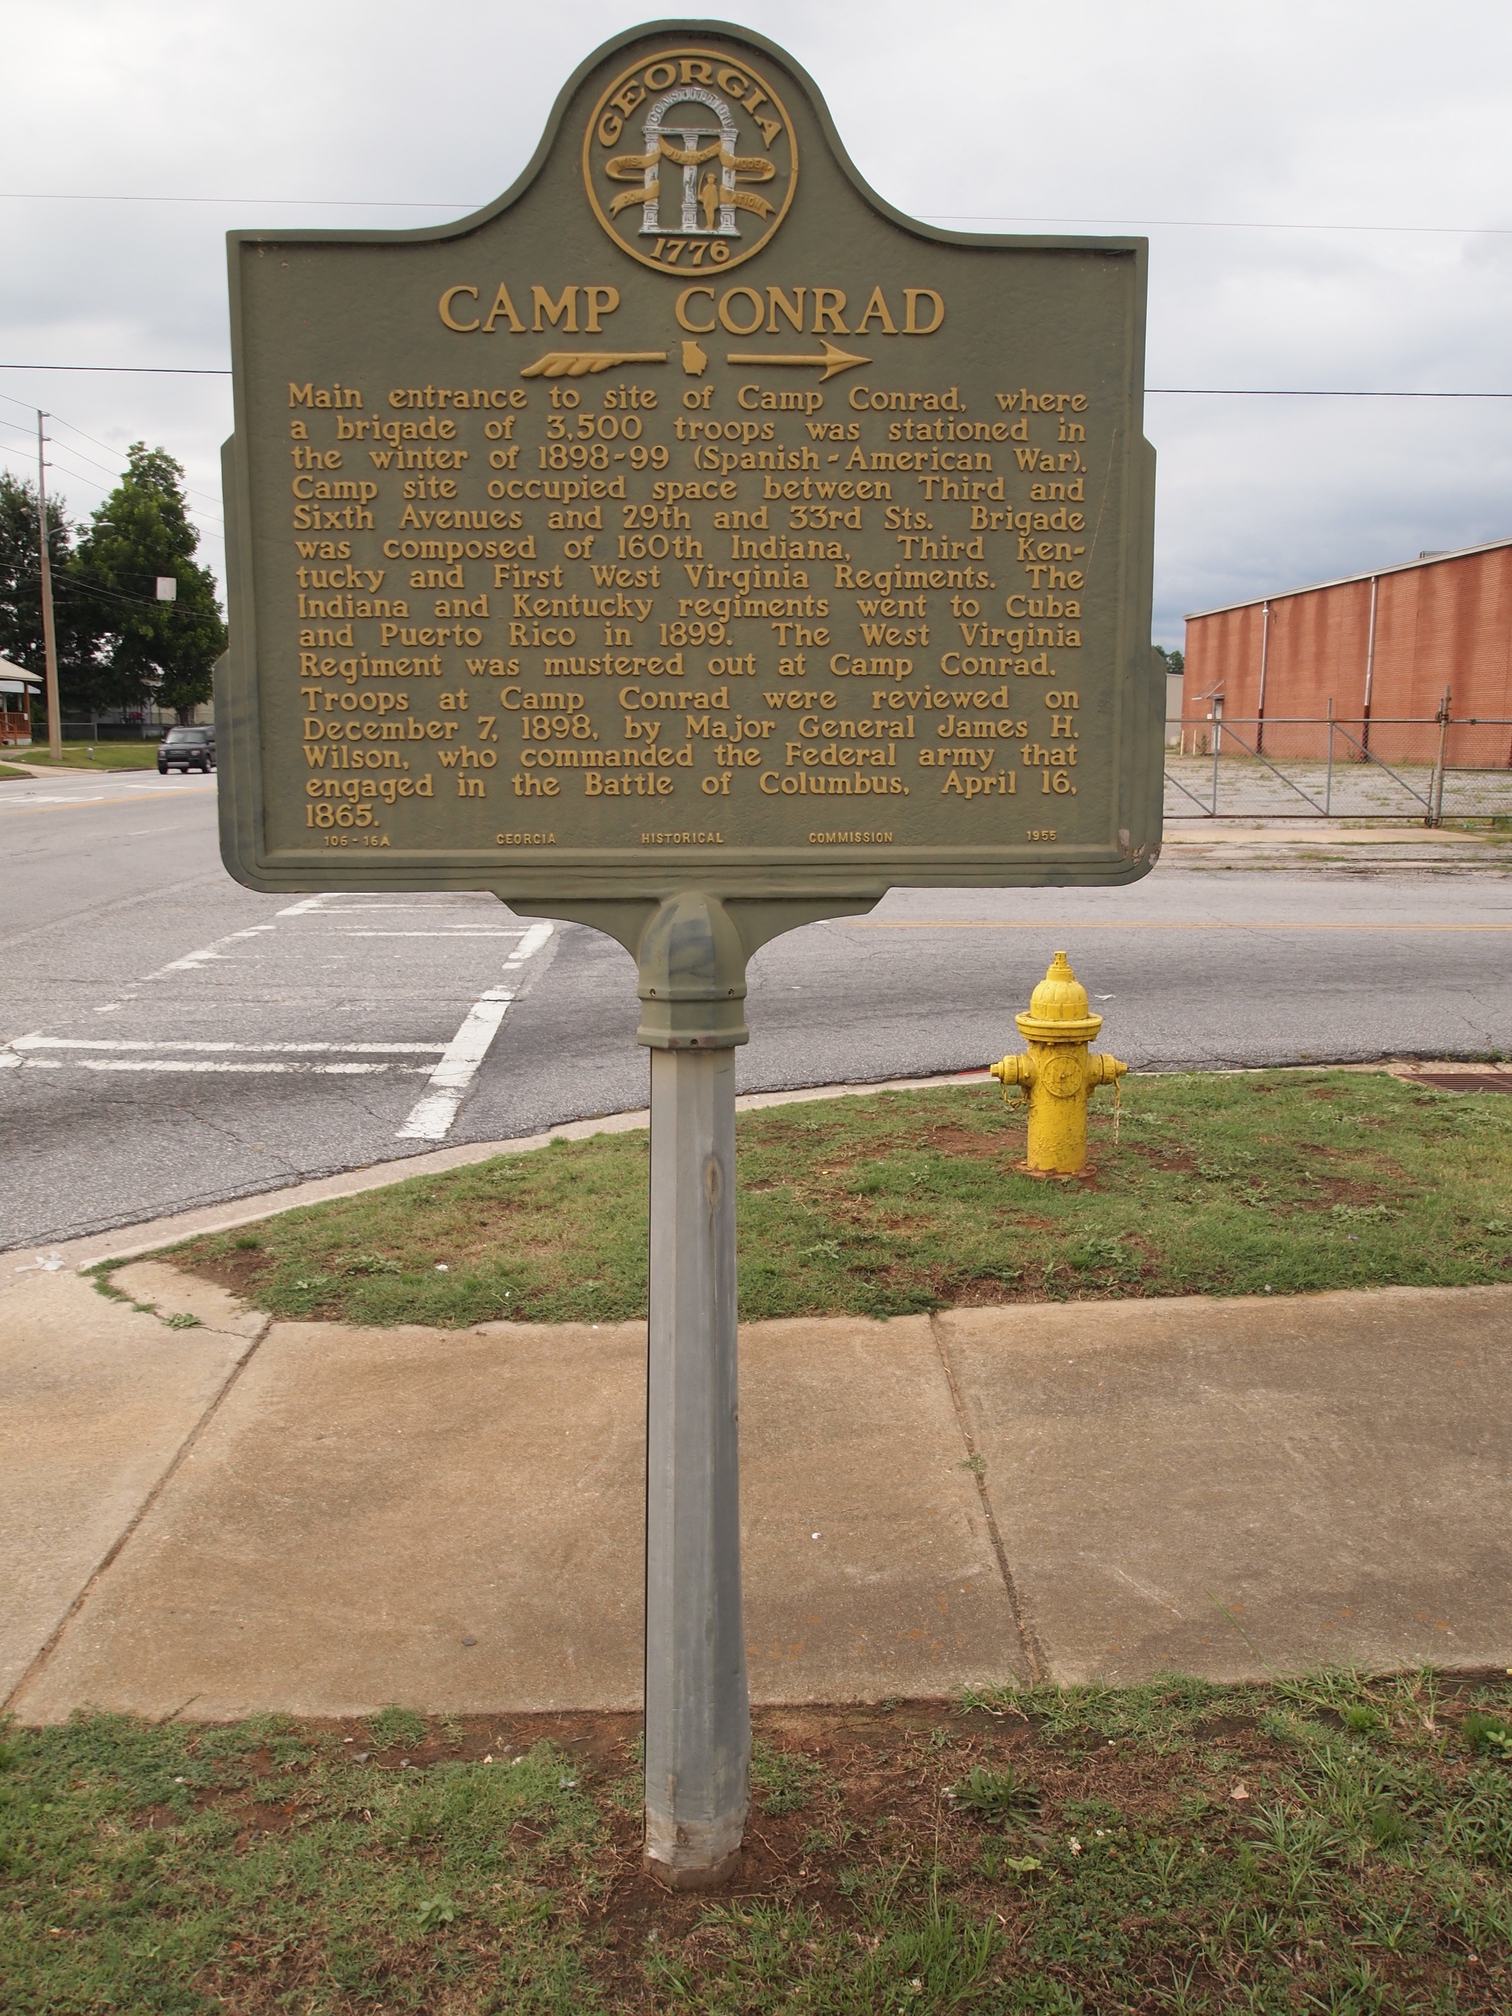 GEORGIA
CONSTITUTION
WISDOM JUSTICE MODERATION
1776
CAMP CONRAD
Main entrance to site of Camp Conrad, where
a brigade of 3,500 troops was stationed in
the winter of 1898-99 (Spanish-American War).
Camp site occupied space between Third and
Sixth Avenues and 29th and 33rd Sts. Brigade
was composed of 160th Indiana, Third Ken-
tucky and First West Virginia Regiments. The
Indiana and Kentucky regiments went to Cuba
and Puerto Rico in 1899. The West Virginia
Regiment was mustered out at Camp Conrad.
Troops at Camp Conrad were reviewed on
December 7, 1898, by Major General James H.
Wilson, who commanded the Federal army that
engaged in the Battle of Columbus, April 16,
1865.
106-16A GEORGIA HISTORICAL COMMISSION 1955